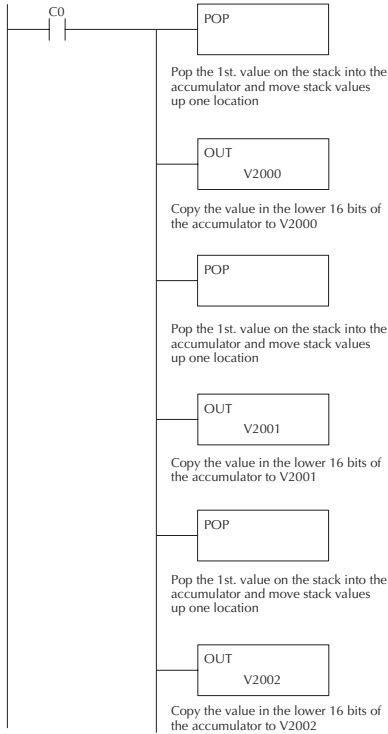 C0
POP
Pop the 1st. value on the stack into the
accumulator and move stack values
up one location
OUT
V2000
Copy the value in the lower 16 bits of
the accumulator to V2000
POP
Pop the 1st. value on the stack into the
accumulator and move stack values
up one location
OUT
V2001
Copy the value in the lower 16 bits of
the accumulator to V2001
POP
Pop the 1st. value on the stack into the
accumulator and move stack values
up one location
OUT
V2002
Copy the value in the lower 16 bits of
the accumulator to V2002